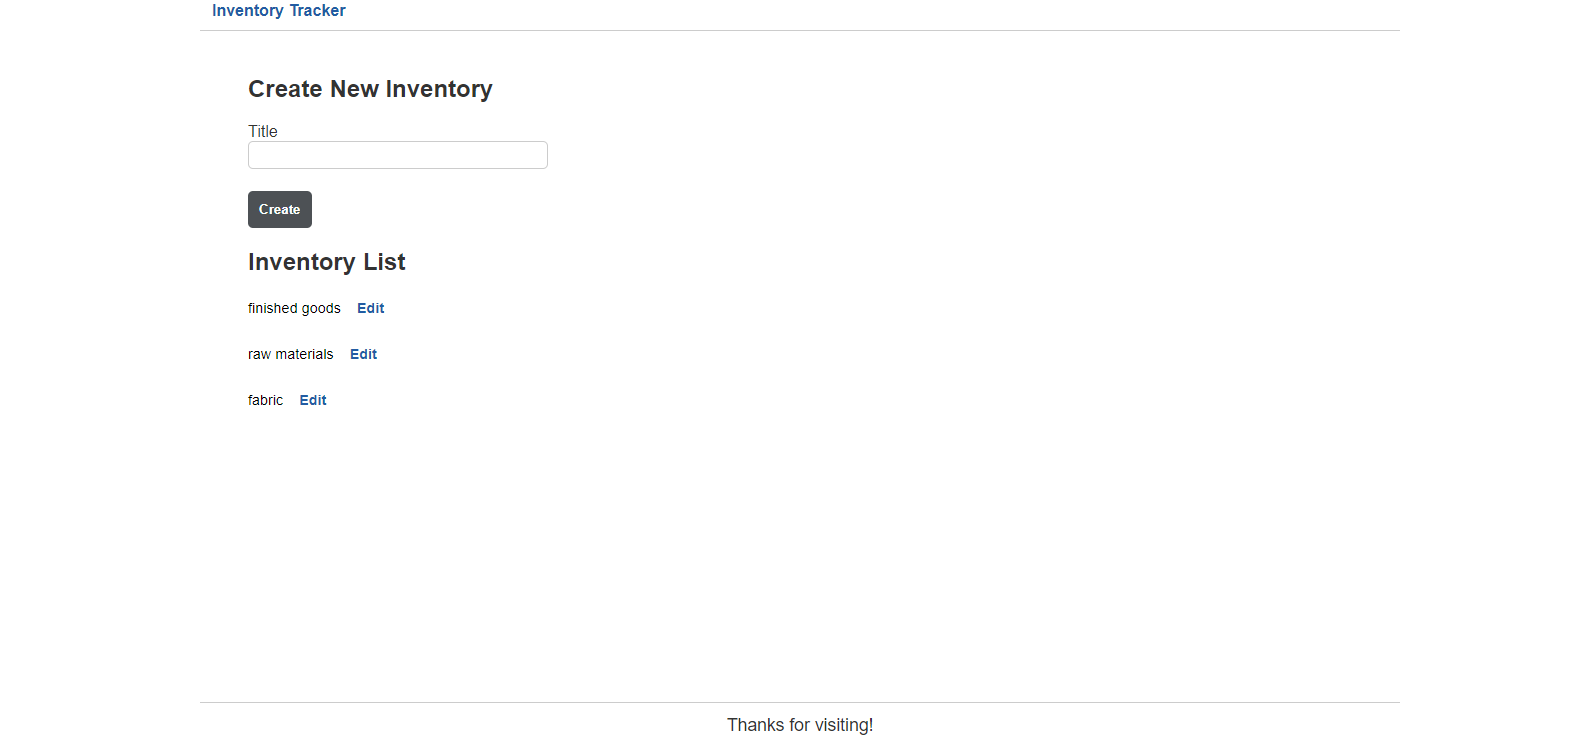 Inventory Tracker
Create New Inventory
Title
Create
Inventory List
finished goods Edit
raw materials Edit
fabric Edit
Thanks for visiting!